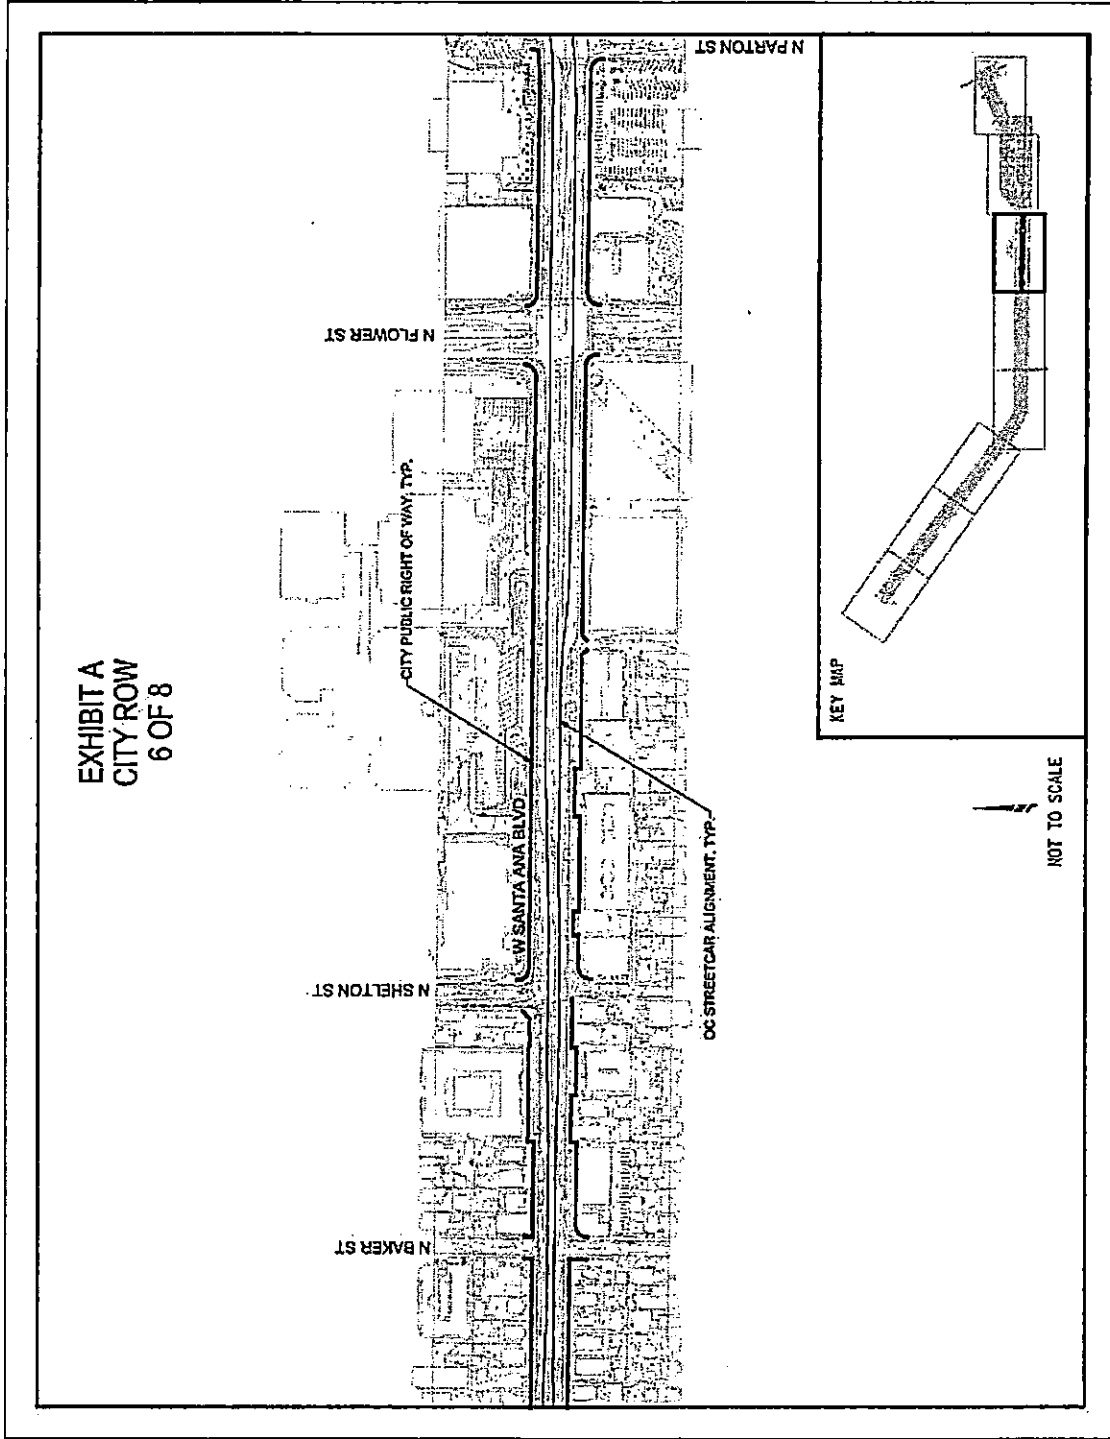 EXHIBIT A
CITY ROW
6 OF 8
N BAKER ST
N SHELTON ST
N FLOWER ST
N PARTON ST
CITY PUBLIC RIGHT OF WAY, TYP.
W SANTA ANA BLVD
OC STREETCAR ALIGNMENT, TYP.
NOT TO SCALE
KEY MAP